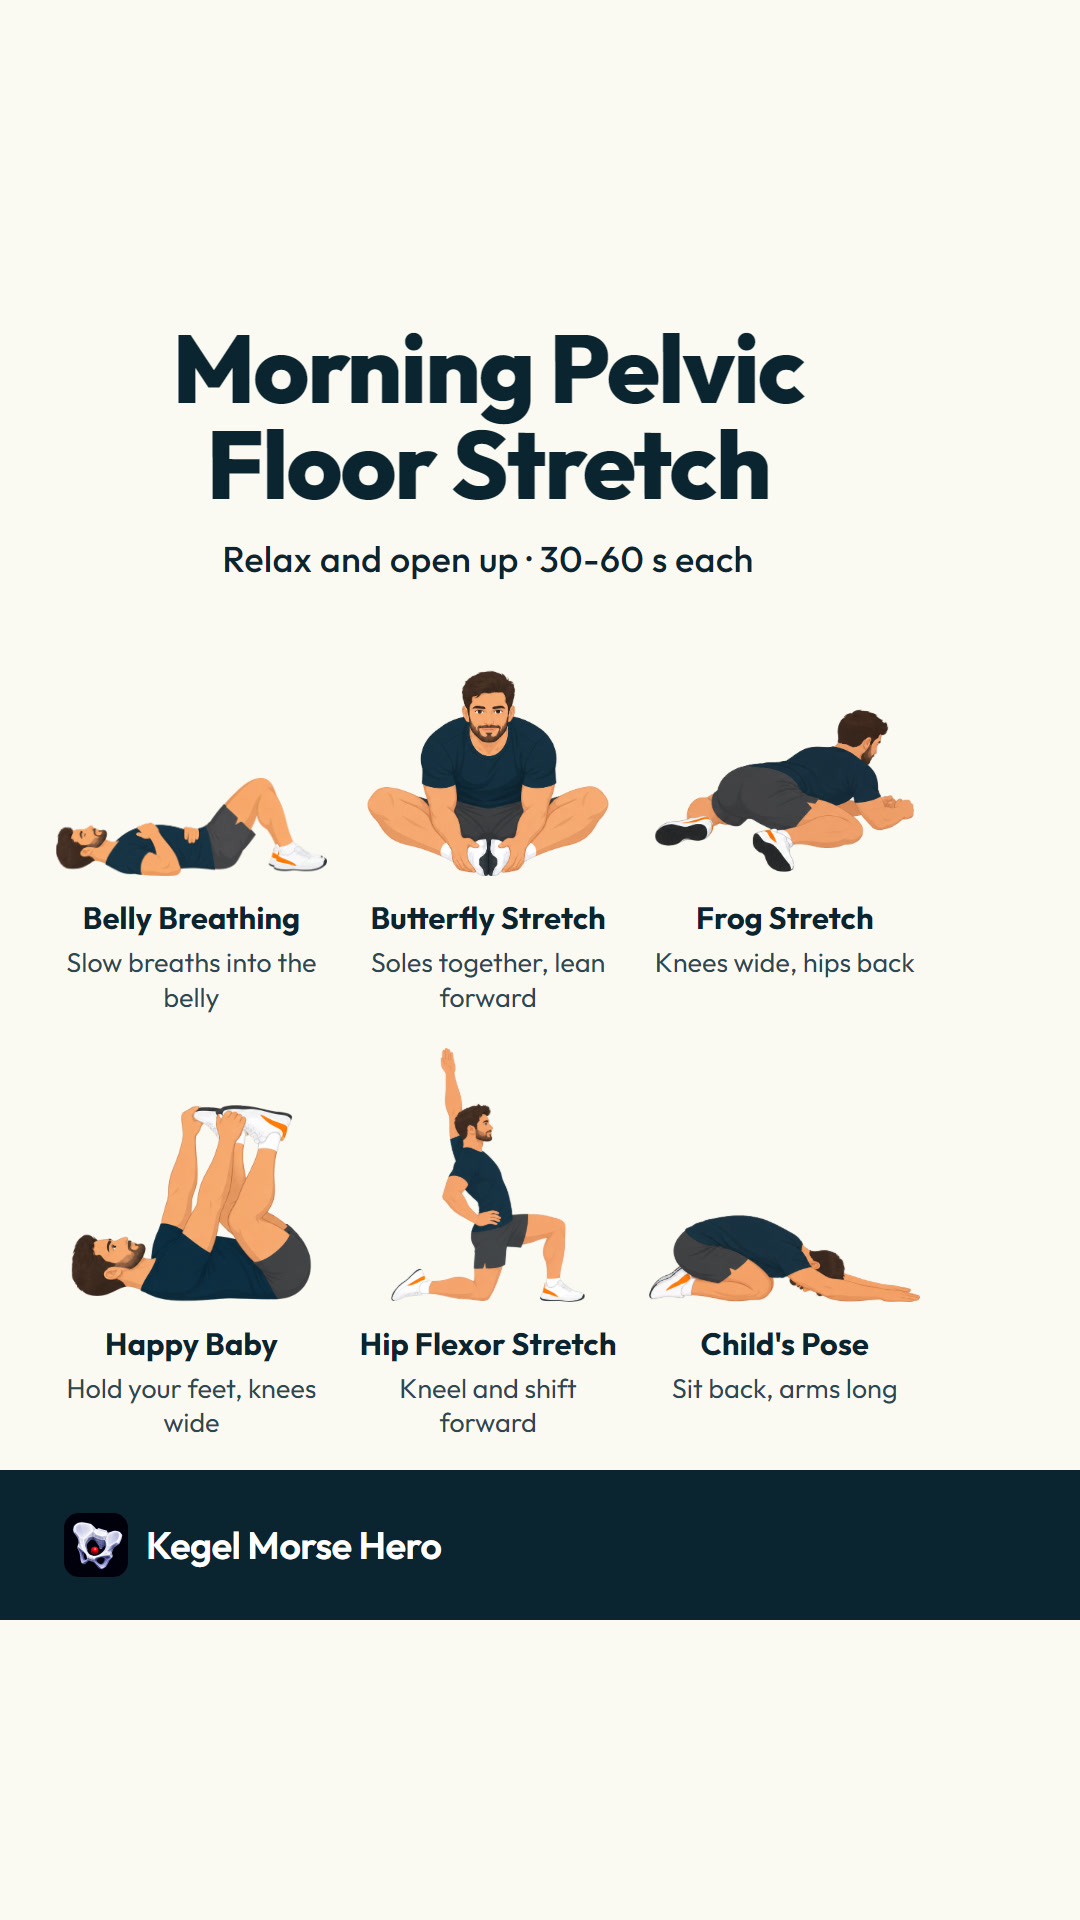 Morning Pelvic
Floor Stretch
Relax and open up · 30-60 s each
Belly Breathing
Slow breaths into the
belly
Butterfly Stretch
Soles together, lean
forward
Frog Stretch
Knees wide, hips back
Happy Baby
Hold your feet, knees
wide
Hip Flexor Stretch
Kneel and shift
forward
Child's Pose
Sit back, arms long
Kegel Morse Hero